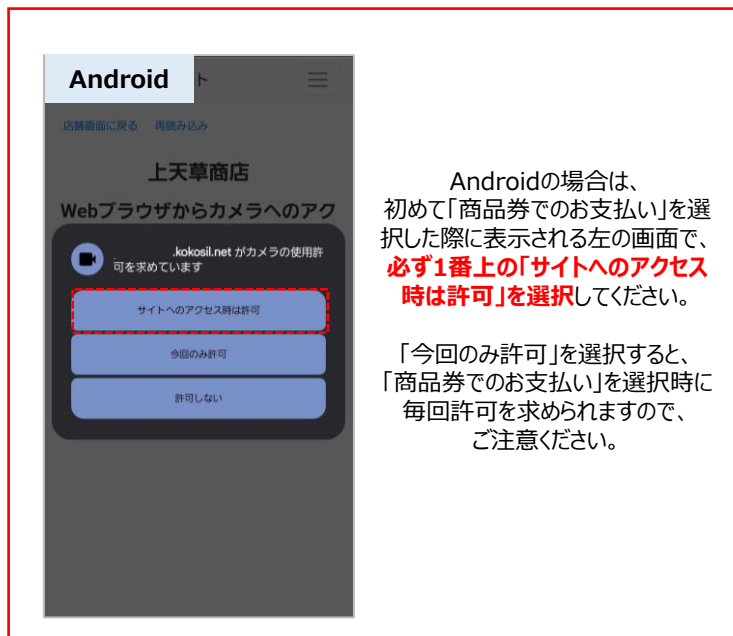 Android
ト
店舗画面に戻る 再読み込み
上天草商店
Webブラウザからカメラへのアク
.kokosil.net がカメラの使用許
可を求めています
サイトへのアクセス時は許可
今回のみ許可
許可しない
Androidの場合は、
初めて「商品券でのお支払い」を選
択した際に表示される左の画面で、
必ず1番上の「サイトへのアクセス
時は許可」を選択してください。
「今回のみ許可」を選択すると、
「商品券でのお支払い」を選択時に
毎回許可を求められますので、
ご注意ください。